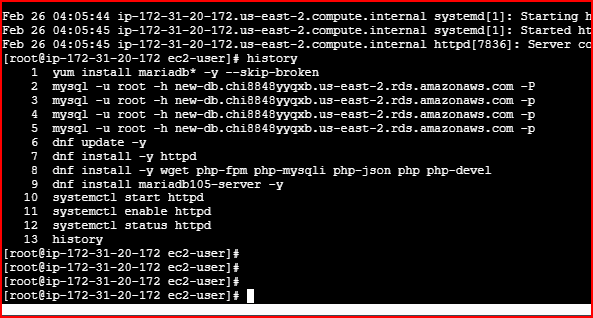 Feb 26 04:05:44 ip-172-31-20-172.us-east-2.compute.internal systemd[1]: Starting h
Feb 26 04:05:45 ip-172-31-20-172.us-east-2.compute.internal systemd[1]: Started ht
Feb 26 04:05:45 ip-172-31-20-172.us-east-2.compute.internal httpd[7836]: Server co
[root@ip-172-31-20-172 ec2-user]# history
1 yum install mariadb* -y --skip-broken
2 mysql -u root -h new-db.chi8848yyqxb.us-east-2.rds.amazonaws.com -P
3 mysql -u root -h new-db.chi8848yyqxb.us-east-2.rds.amazonaws.com -p
4 mysql -u root -h new-db.chi8848yyqxb.us-east-2.rds.amazonaws.com -p
5 mysql -u root -h new-db.chi8848yyqxb.us-east-2.rds.amazonaws.com -p
6 dnf update -y
7 dnf install -y httpd
8 dnf install -y wget php-fpm php-mysqli php-json php php-devel
9 dnf install mariadb105-server -y
10 systemctl start httpd
11 systemctl enable httpd
12 systemctl status httpd
13 history
[root@ip-172-31-20-172 ec2-user]#
[root@ip-172-31-20-172 ec2-user]#
[root@ip-172-31-20-172 ec2-user]#
[root@ip-172-31-20-172 ec2-user]#